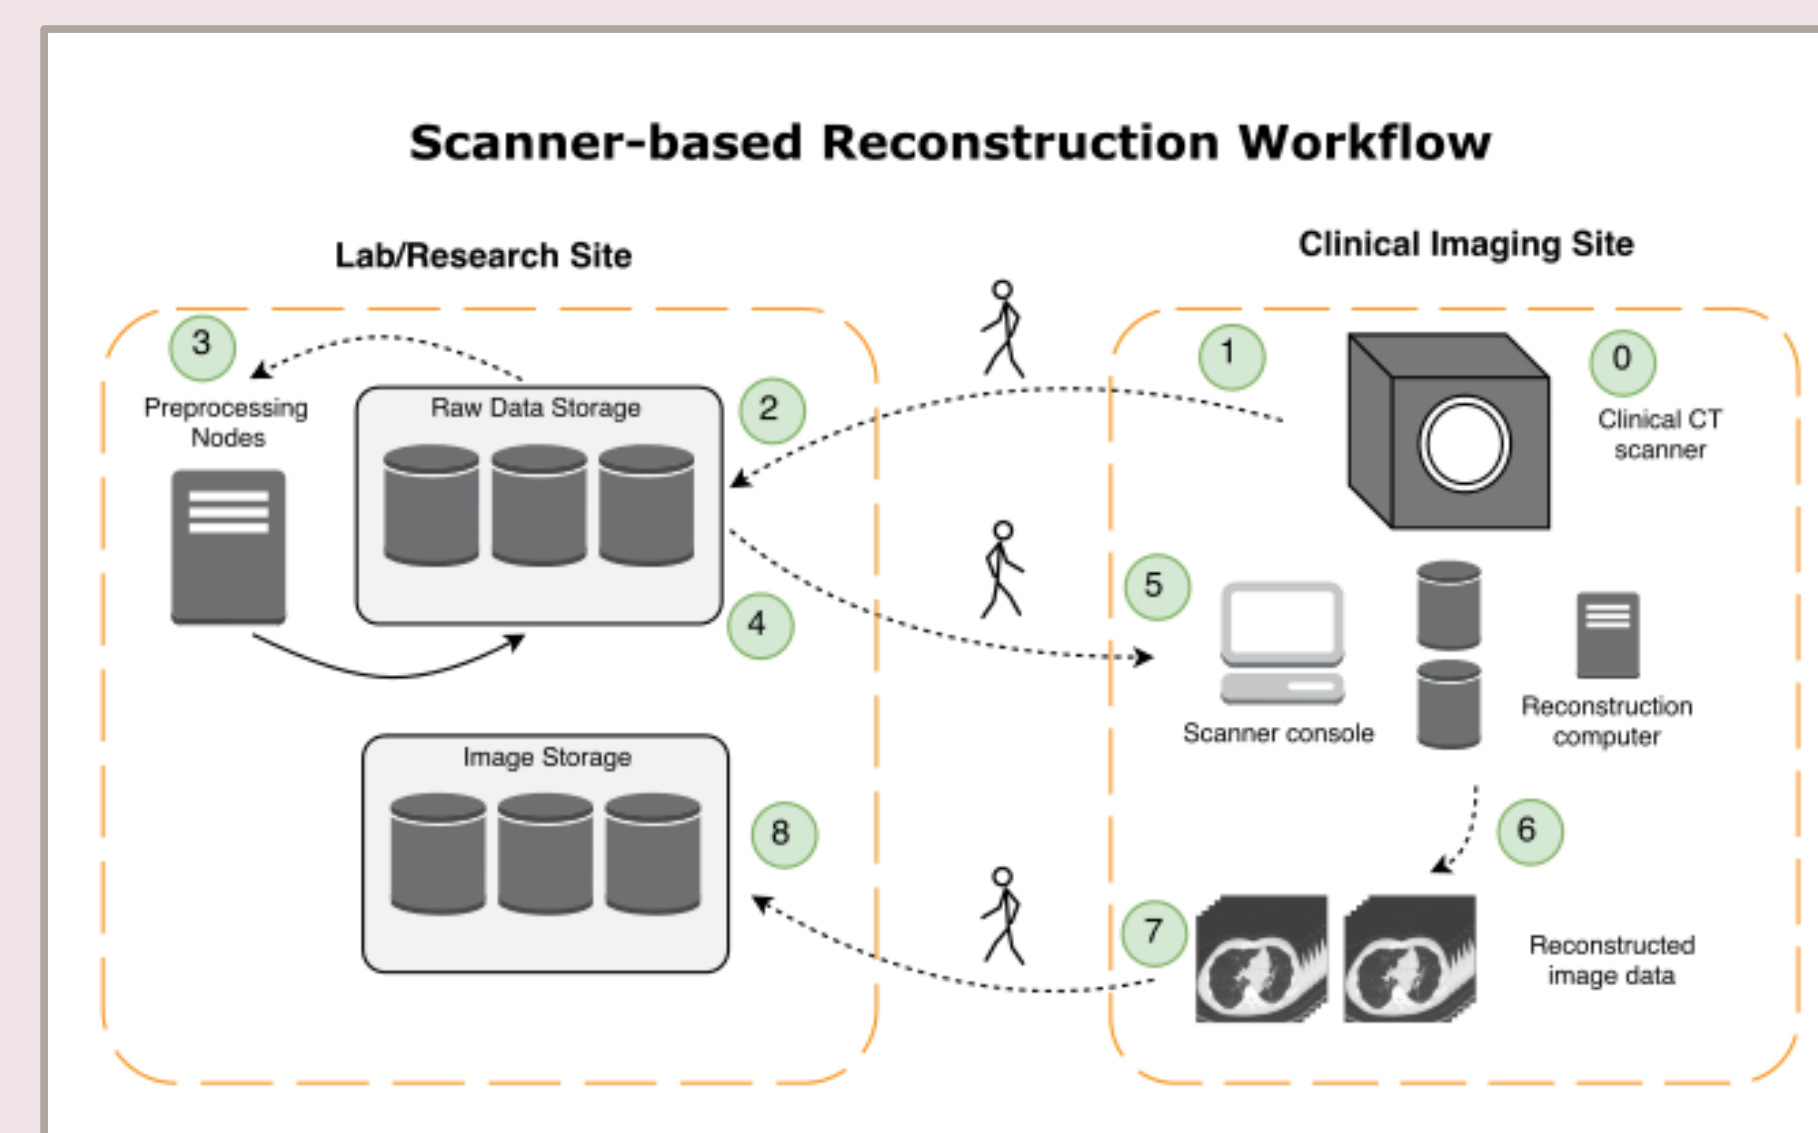 Scanner-based Reconstruction Workflow
Lab/Research Site
Clinical Imaging Site
3
Preprocessing
Nodes
Raw Data Storage
2
1
0
Clinical CT
scanner
4
5
Scanner console
Reconstruction
computer
Image Storage
8
6
7
Reconstructed
image data